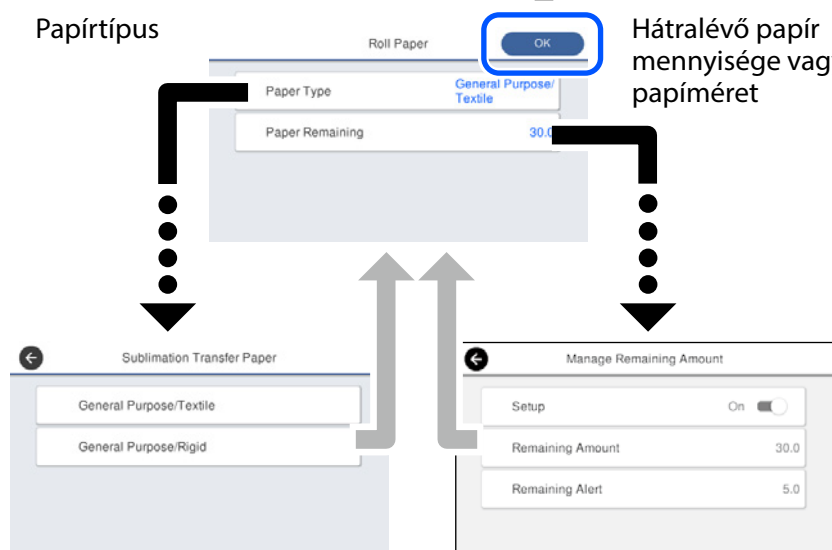 Papírtípus
Roll Paper
OK
Hátralévő papír
mennyisége vagy
papíméret
Paper Type
General Purpose/
Textile
Paper Remaining
30.0
Sublimation Transfer Paper
General Purpose/Textile
General Purpose/Rigid
Manage Remaining Amount
Setup
On
Remaining Amount
30.0
Remaining Alert
5.0